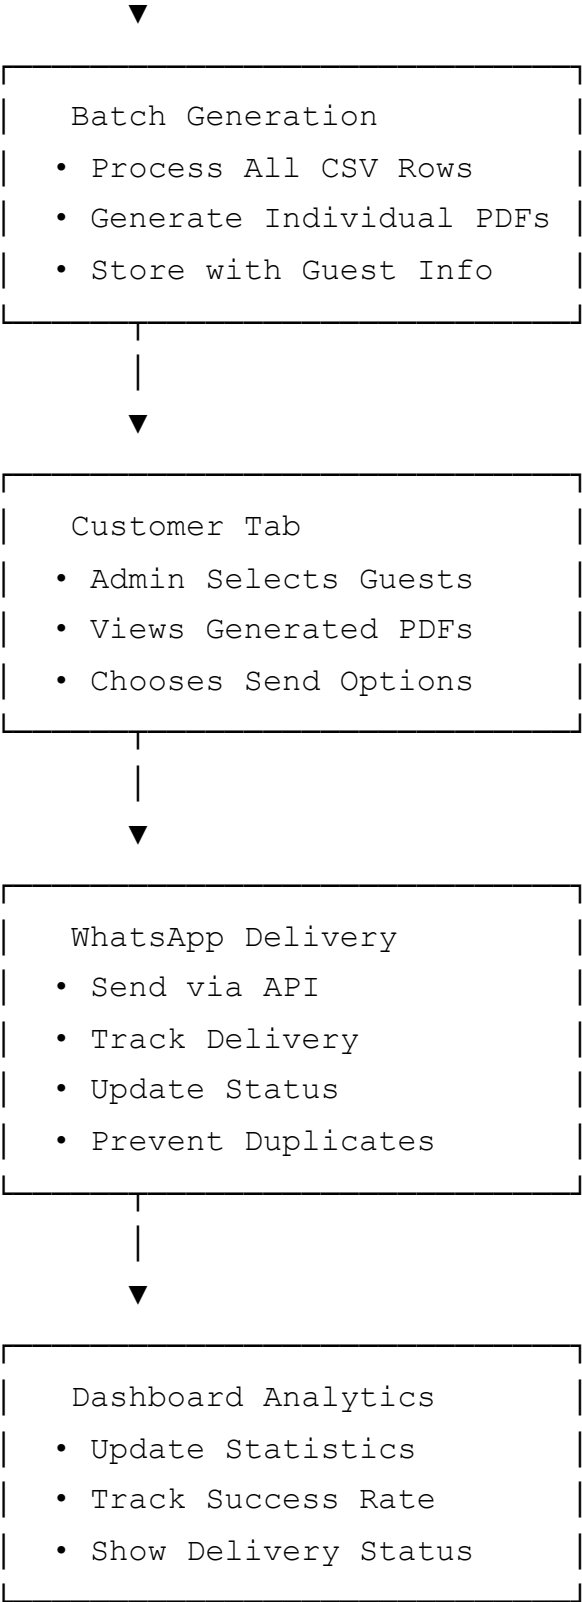 Batch Generation
• Process All CSV Rows
• Generate Individual PDFs
• Store with Guest Info
Customer Tab
• Admin Selects Guests
• Views Generated PDFs
• Chooses Send Options
WhatsApp Delivery
• Send via API
• Track Delivery
• Update Status
• Prevent Duplicates
Dashboard Analytics
• Update Statistics
• Track Success Rate
• Show Delivery Status